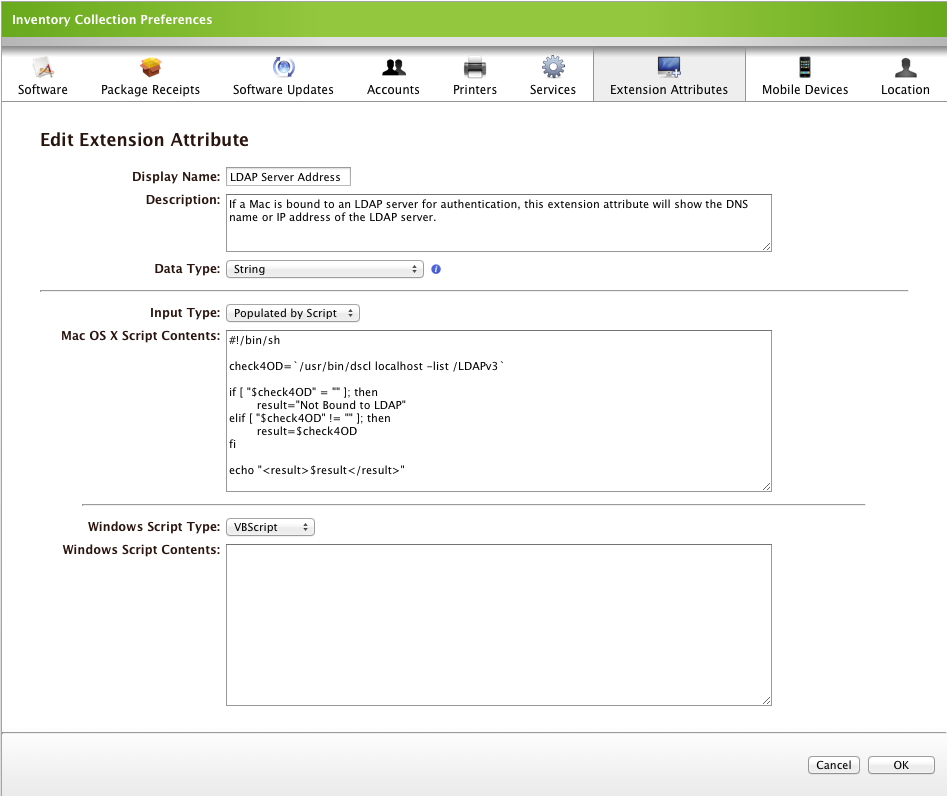 Inventory Collection Preferences
Software
Package Receipts
Software Updates
Accounts
Printers
Services
Extension Attributes
Mobile Devices
Location
Edit Extension Attribute
Display Name: LDAP Server Address
Description: If a Mac is bound to an LDAP server for authentication, this extension attribute will show the DNS
name or IP address of the LDAP server.
Data Type: String
Input Type: Populated by Script
Mac OS X Script Contents: #!/bin/sh
check4OD=`/usr/bin/dscl localhost -list /LDAPv3`
if [ "$check4OD" = "" ]; then
result="Not Bound to LDAP"
elif [ "$check4OD" != "" ]; then
result=$check4OD
fi
echo "<result>$result</result>"
Windows Script Type: VBScript
Windows Script Contents:
Cancel
OK